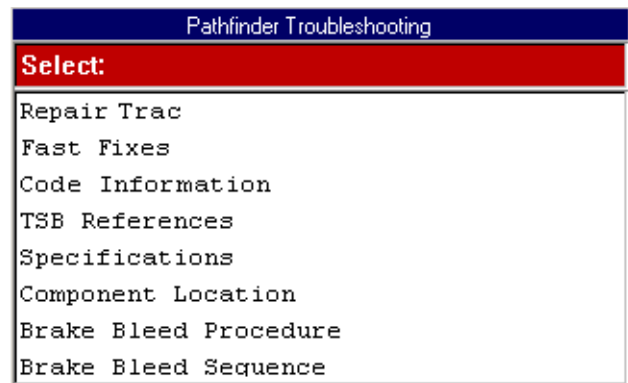 Pathfinder Troubleshooting
Select:
Repair Trac
Fast Fixes
Code Information
TSB References
Specifications
Component Location
Brake Bleed Procedure
Brake Bleed Sequence